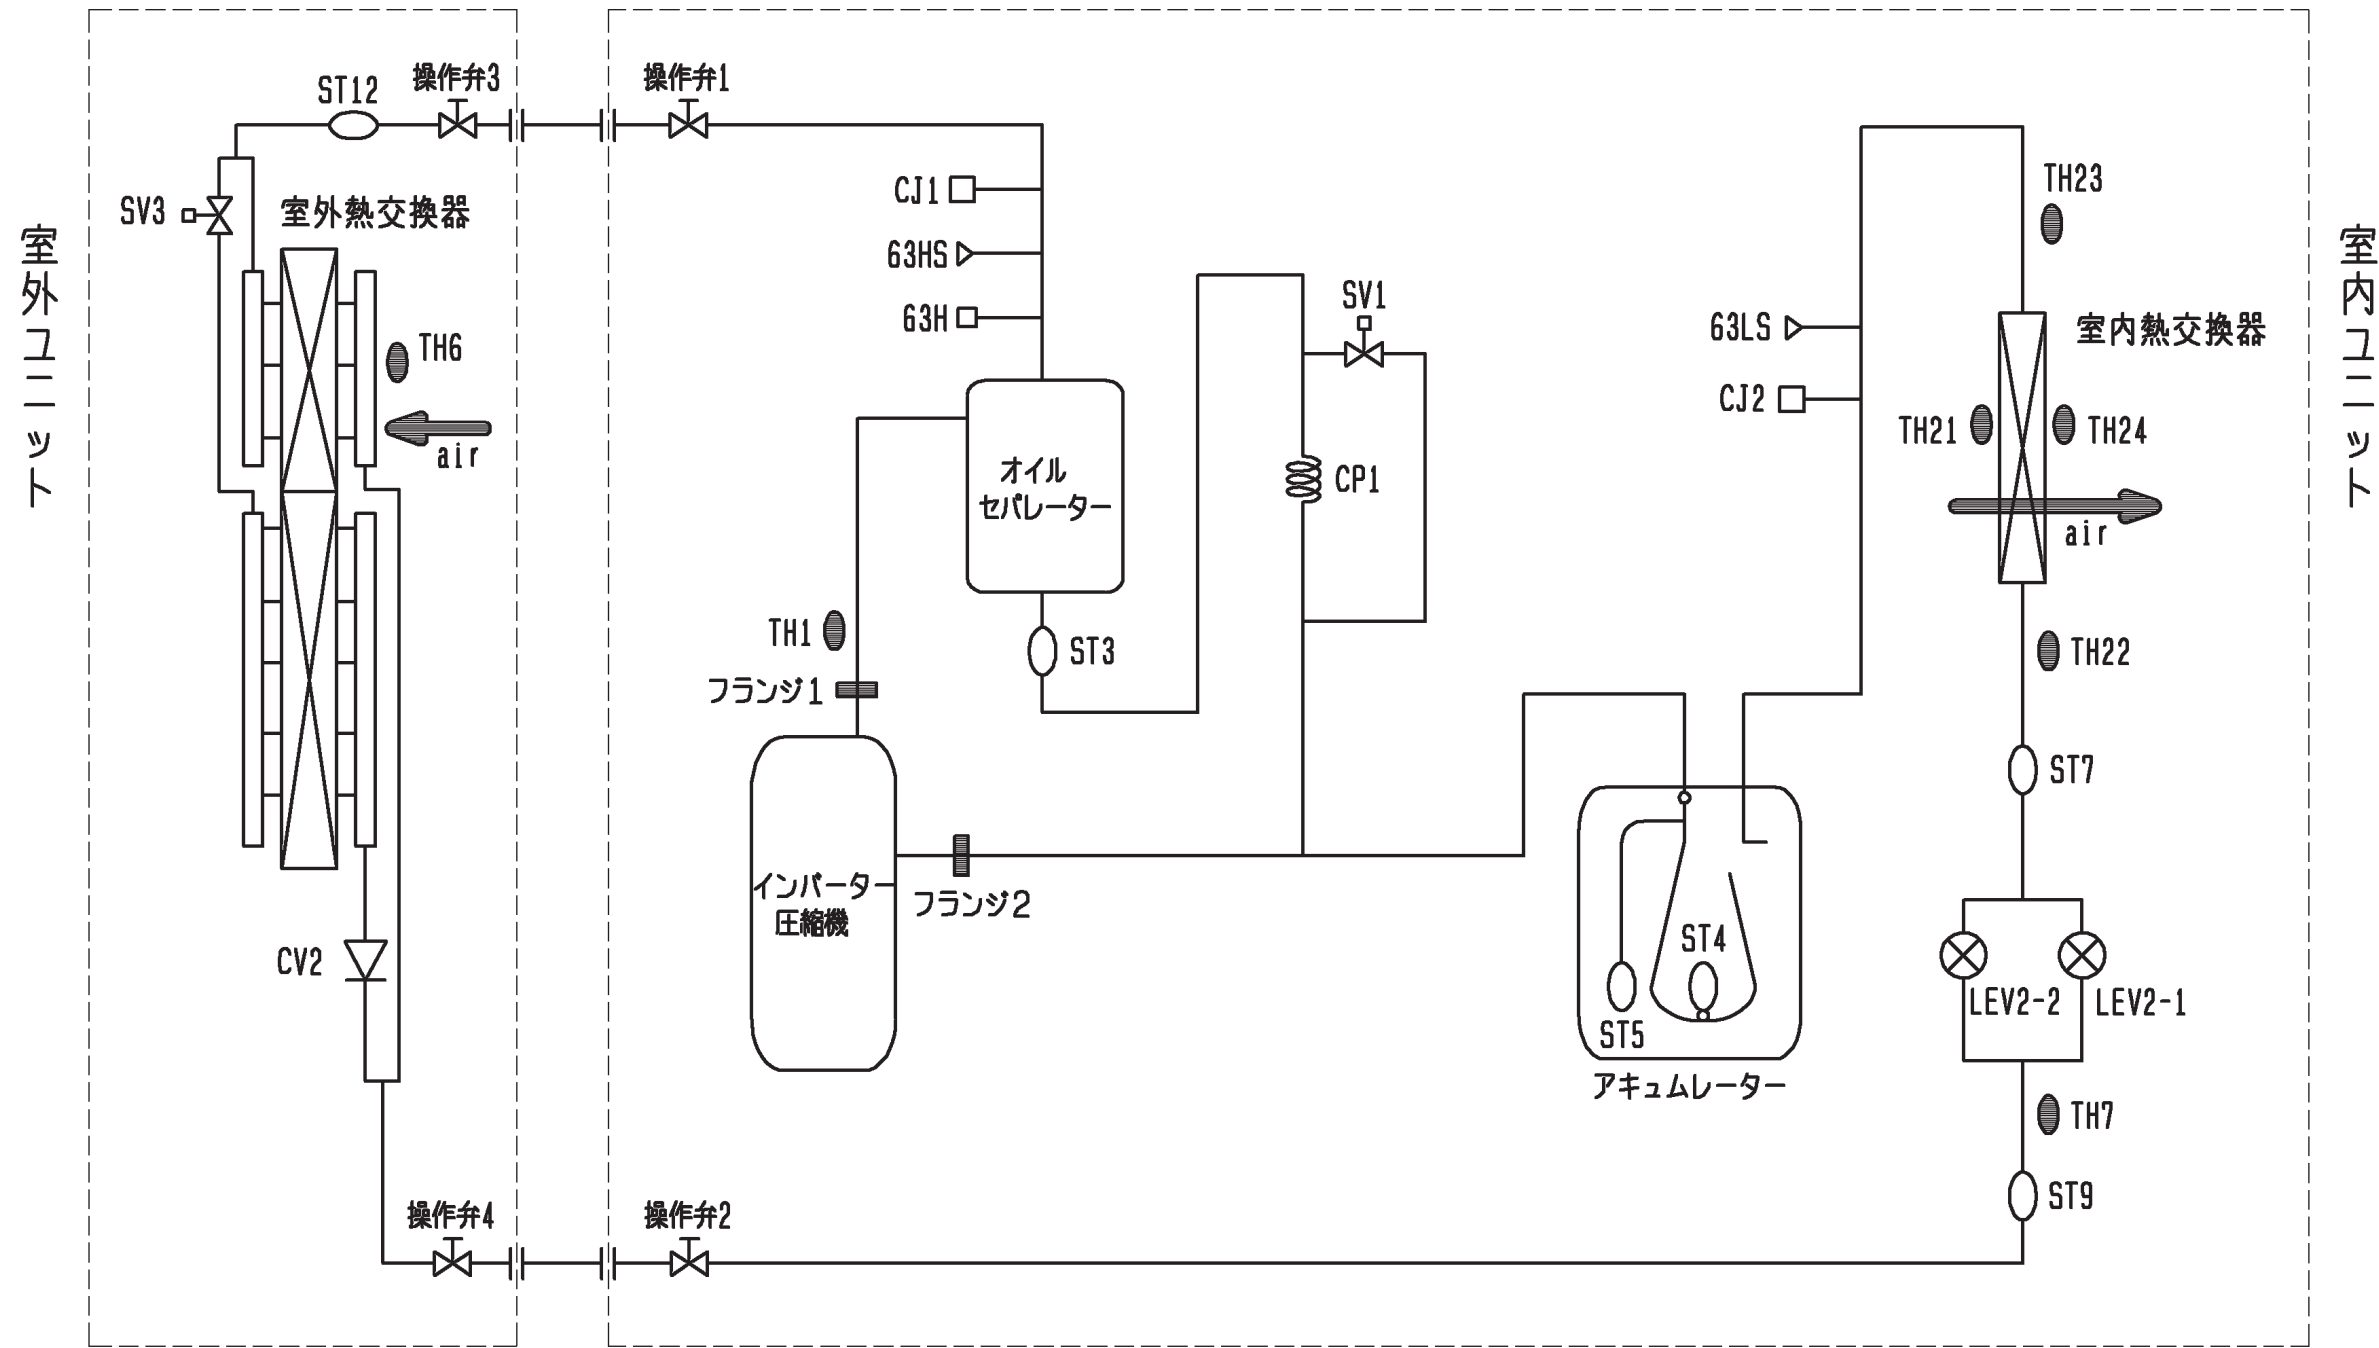 室外ユニット
ST12
操作弁3
SV3
室外熱交換器
TH6
air
CV2
操作弁4
操作弁1
CJ1
63HS
63H
オイル
セパレーター
TH1
フランジ1
ST3
SV1
CP1
インバーター
圧縮機
フランジ2
操作弁2
63LS
CJ2
TH23
室内熱交換器
TH21
TH24
air
TH22
ST7
ST4
ST5
アキュムレーター
LEV2-2
LEV2-1
TH7
ST9
室内ユニット